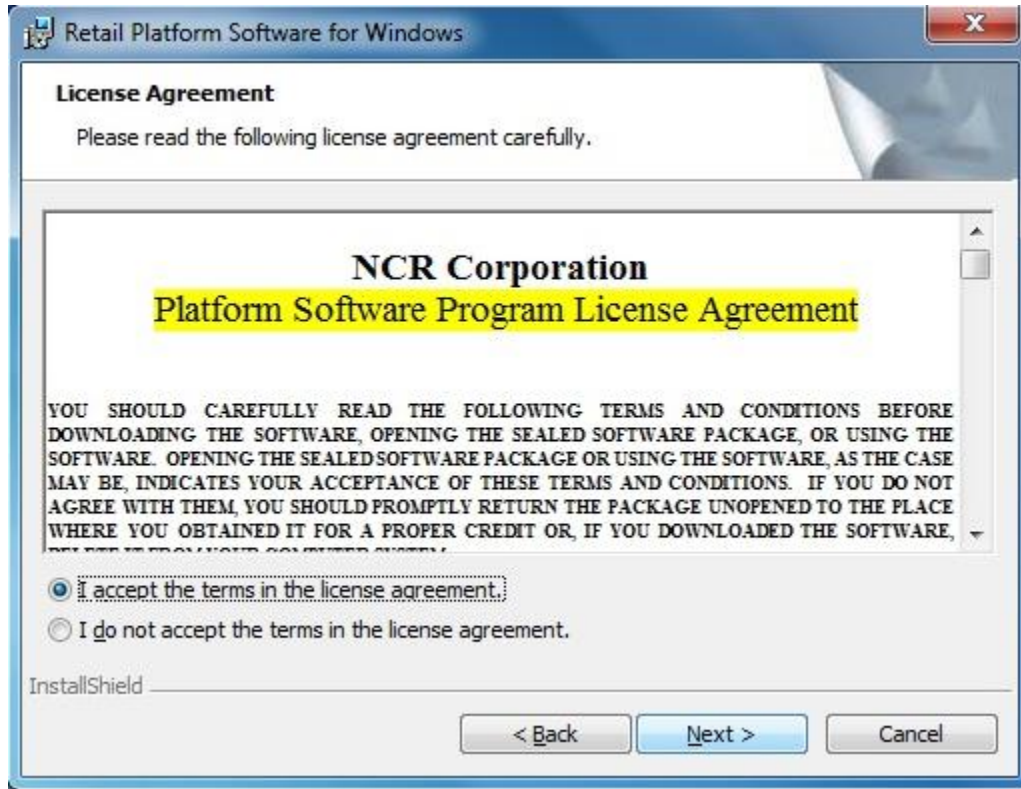 Retail Platform Software for Windows
License Agreement
Please read the following license agreement carefully.
NCR Corporation
Platform Software Program License Agreement
YOU SHOULD CAREFULLY READ THE FOLLOWING TERMS AND CONDITIONS BEFORE
DOWNLOADING THE SOFTWARE, OPENING THE SEALED SOFTWARE PACKAGE, OR USING THE
SOFTWARE. OPENING THE SEALED SOFTWARE PACKAGE OR USING THE SOFTWARE, AS THE CASE
MAY BE, INDICATES YOUR ACCEPTANCE OF THESE TERMS AND CONDITIONS. IF YOU DO NOT
AGREE WITH THEM, YOU SHOULD PROMPTLY RETURN THE PACKAGE UNOPENED TO THE PLACE
WHERE YOU OBTAINED IT FOR A PROPER CREDIT OR, IF YOU DOWNLOADED THE SOFTWARE,
DELETE IT FROM YOUR COMPUTER SYSTEM
I accept the terms in the license agreement.
I do not accept the terms in the license agreement.
InstallShield
< Back
Next >
Cancel